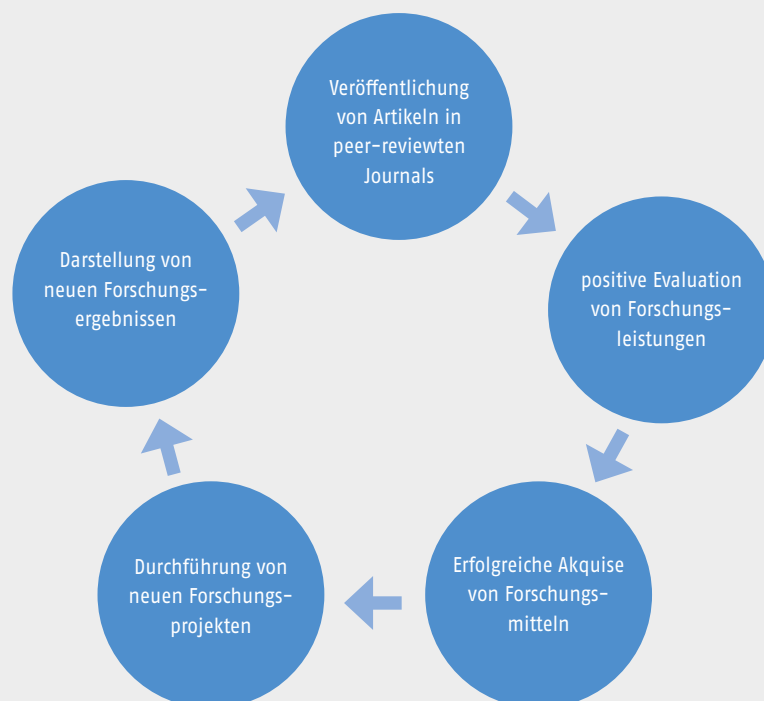 Veröffentlichung
von Artikeln in
peer-reviewten
Journals
positive Evaluation
von Forschungs-
leistungen
Erfolgreiche Akquise
von Forschungs-
mitteln
Durchführung von
neuen Forschungs-
projekten
Darstellung von
neuen Forschungs-
ergebnissen